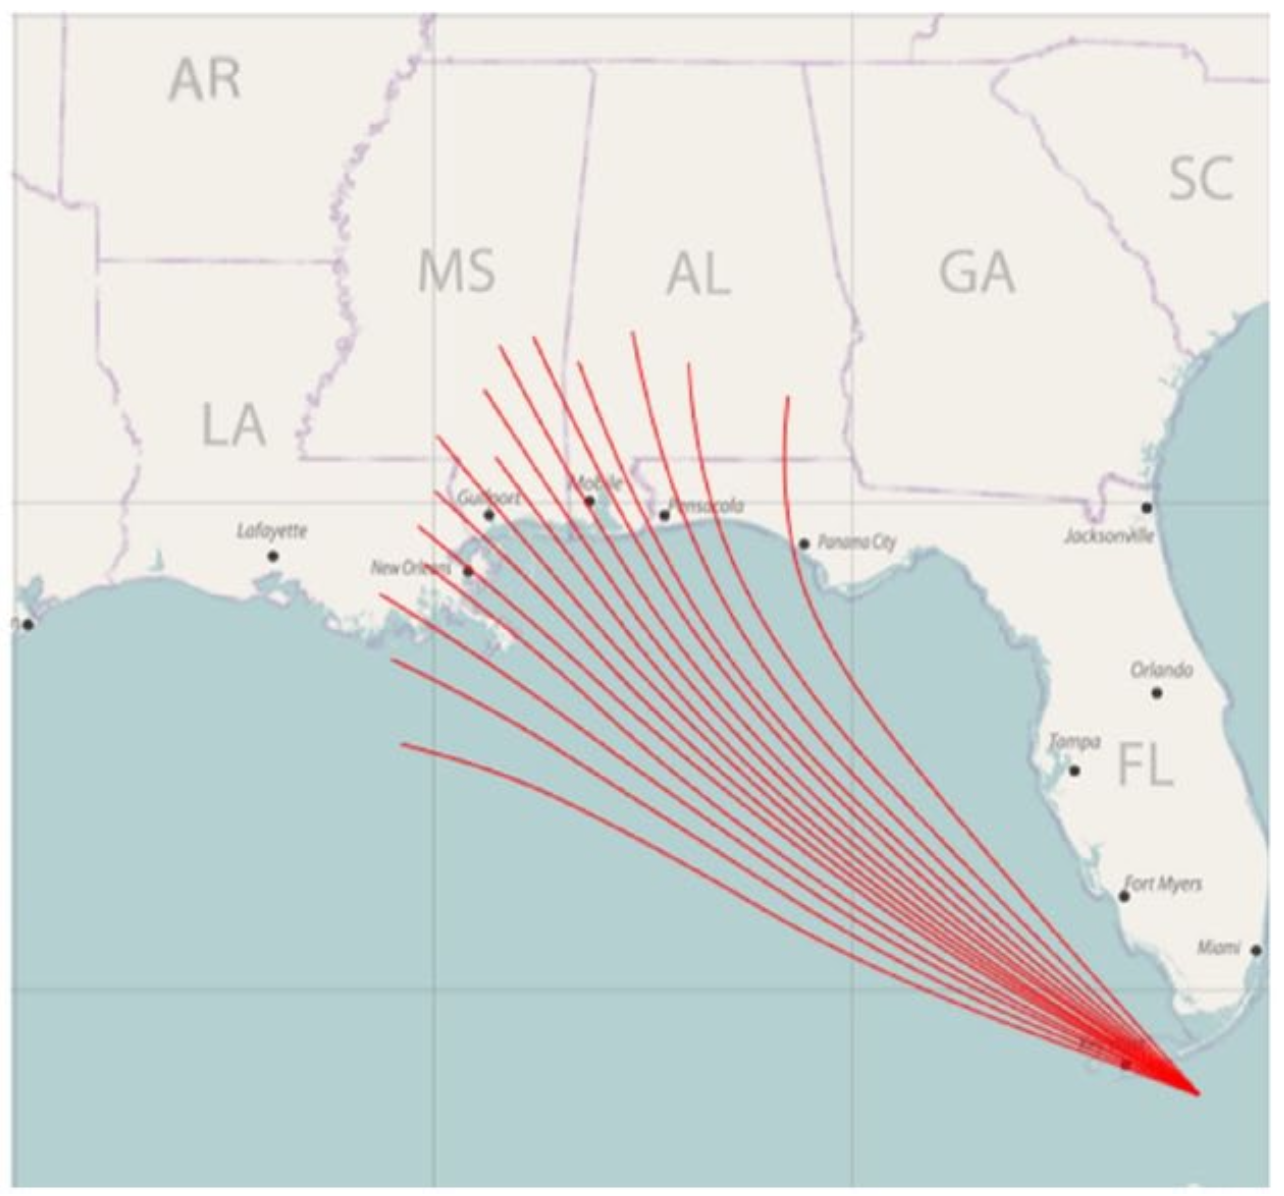 AR
SC
MS
AL
GA
LA
Mobile
Gulfport
Pensacola
Lafayette
Jacksonville
Panama City
New Orleans
Orlando
Tampa
FL
Fort Myers
Miami